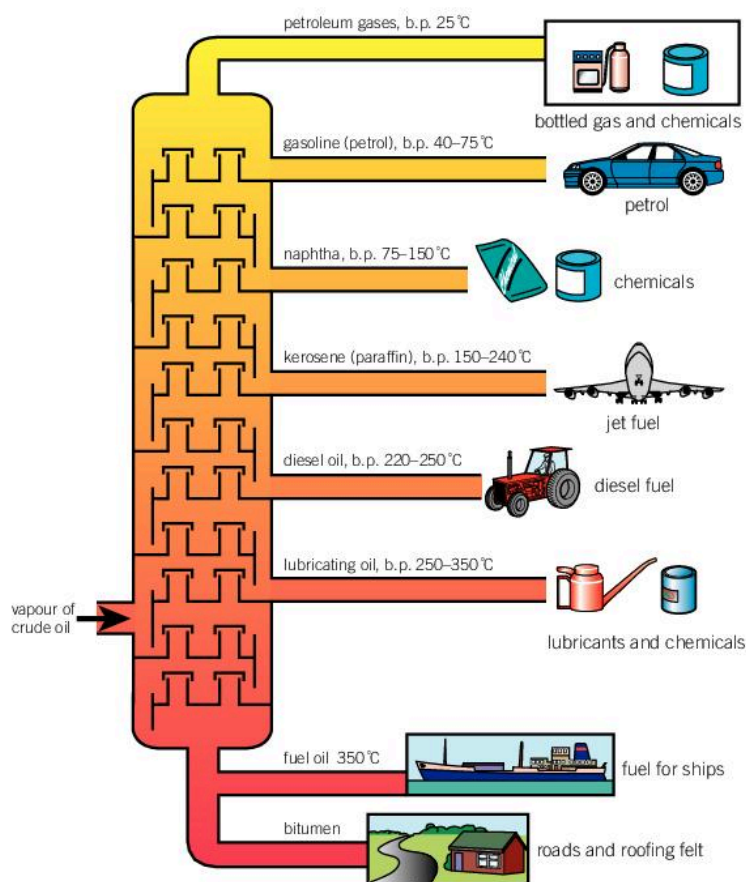 petroleum gases, b.p. 25°C
bottled gas and chemicals
gasoline (petrol), b.p. 40–75°C
petrol
naphtha, b.p. 75–150°C
chemicals
kerosene (paraffin), b.p. 150–240°C
jet fuel
diesel oil, b.p. 220–250°C
diesel fuel
lubricating oil, b.p. 250–350°C
vapour of
crude oil
lubricants and chemicals
fuel oil 350°C
fuel for ships
bitumen
roads and roofing felt